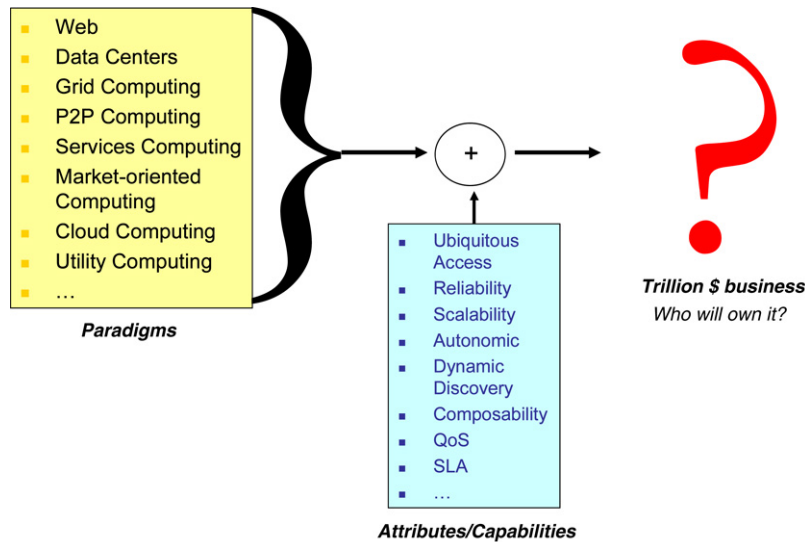 Web
Data Centers
Grid Computing
P2P Computing
Services Computing
Market-oriented
Computing
Cloud Computing
Utility Computing
…
Paradigms
+
Ubiquitous
Access
Reliability
Scalability
Autonomic
Dynamic
Discovery
Composability
QoS
SLA
…
Attributes/Capabilities
?
Trillion $ business
Who will own it?